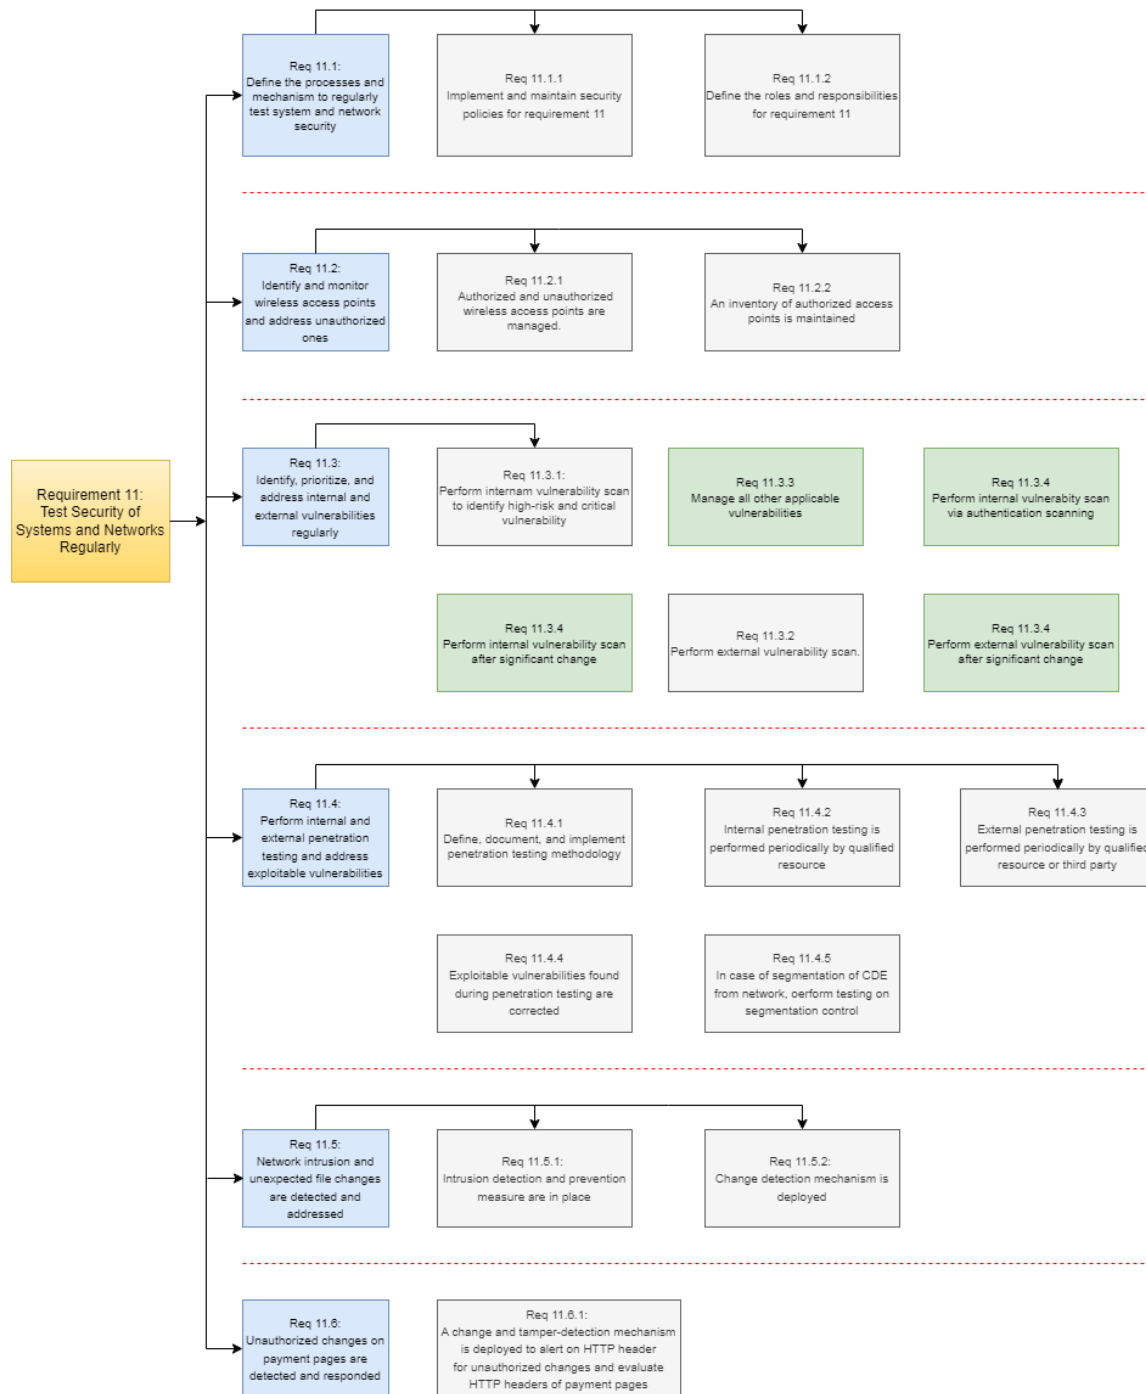 Req 11.1:
Define the processes and
mechanism to regularly
test system and network
security
Req 11.1.1
Implement and maintain security
policies for requirement 11
Req 11.1.2
Define the roles and responsibilities
for requirement 11
Req 11.2:
Identify and monitor
wireless access points
and address unauthorized
ones
Req 11.2.1
Authorized and unauthorized
wireless access points are
managed.
Req 11.2.2
An inventory of authorized access
points is maintained
Requirement 11:
Test Security of
Systems and Networks
Regularly
Req 11.3:
Identify, prioritize, and
address internal and
external vulnerabilities
regularly
Req 11.3.1:
Perform internam vulnerability scan
to identify high-risk and critical
vulnerability
Req 11.3.3
Manage all other applicable
vulnerabilities
Req 11.3.4
Perform internal vulnerabity scan
via authentication scanning
Req 11.3.4
Perform internal vulnerability scan
after significant change
Req 11.3.2
Perform external vulnerability scan.
Req 11.3.4
Perform external vulnerability scan
after significant change
Req 11.4:
Perform internal and
external penetration
testing and address
exploitable vulnerabilities
Req 11.4.1
Define, document, and implement
penetration testing methodology
Req 11.4.2
Internal penetration testing is
performed periodically by qualified
resource
Req 11.4.3
External penetration testing is
performed periodically by qualified
resource or third party
Req 11.4.4
Exploitable vulnerabilities found
during penetration testing are
corrected
Req 11.4.5
In case of segmentation of CDE
from network, oerform testing on
segmentation control
Req 11.5:
Network intrusion and
unexpected file changes
are detected and
addressed
Req 11.5.1:
Intrusion detection and prevention
measure are in place
Req 11.5.2:
Change detection mechanism is
deployed
Req 11.6:
Unauthorized changes on
payment pages are
detected and responded
Req 11.6.1:
A change and tamper-detection mechanism
is deployed to alert on HTTP header
for unauthorized changes and evaluate
HTTP headers of payment pages